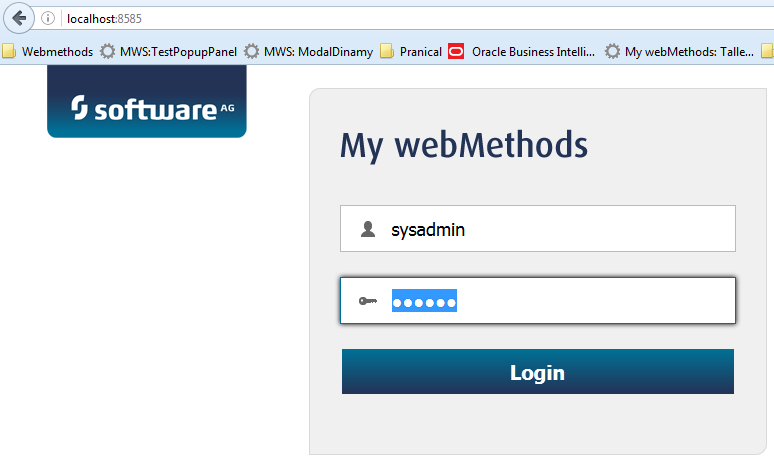 localhost:8585
Webmethods MWS:TestPopupPanel MWS: ModalDinamy Pranical Oracle Business Intelli... My webMethods: Talle...
software AG
My webMethods
sysadmin
••••••
Login